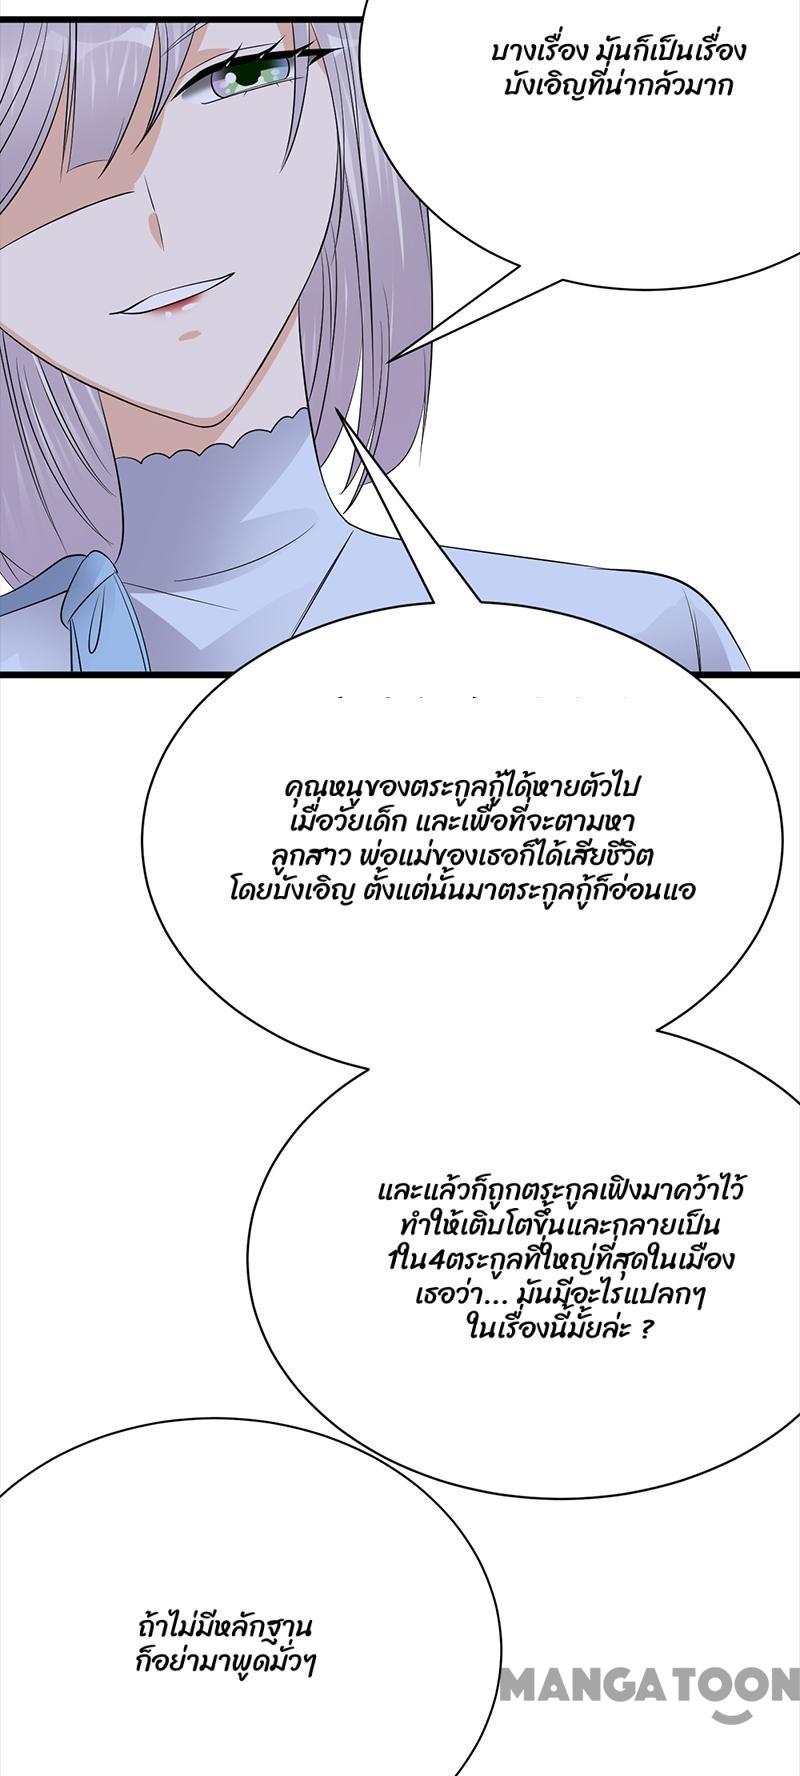 บางเรื่อง มันก็เป็นเรื่อง
บังเอิญที่น่ากลัวมาก
คุณหนูของตระกูลกู้ได้หายตัวไป
เมื่อวัยเด็ก และเพื่อที่จะตามหา
ลูกสาว พ่อแม่ของเธอก็ได้เสียชีวิต
โดยบังเอิญ ตั้งแต่นั้นมาตระกูลกู้ก็อ่อนแอ
และแล้วก็ถูกตระกูลเฟิงมาคว้าไว้
ทำให้เติบโตขึ้นและกลายเป็น
1ใน4ตระกูลที่ใหญ่ที่สุดในเมือง
เธอว่า... มันมีอะไรแปลกๆ
ในเรื่องนี้มั้ยล่ะ ?
ถ้าไม่มีหลักฐาน
ก็อย่ามาพูดมั่วๆ
MANGATOON